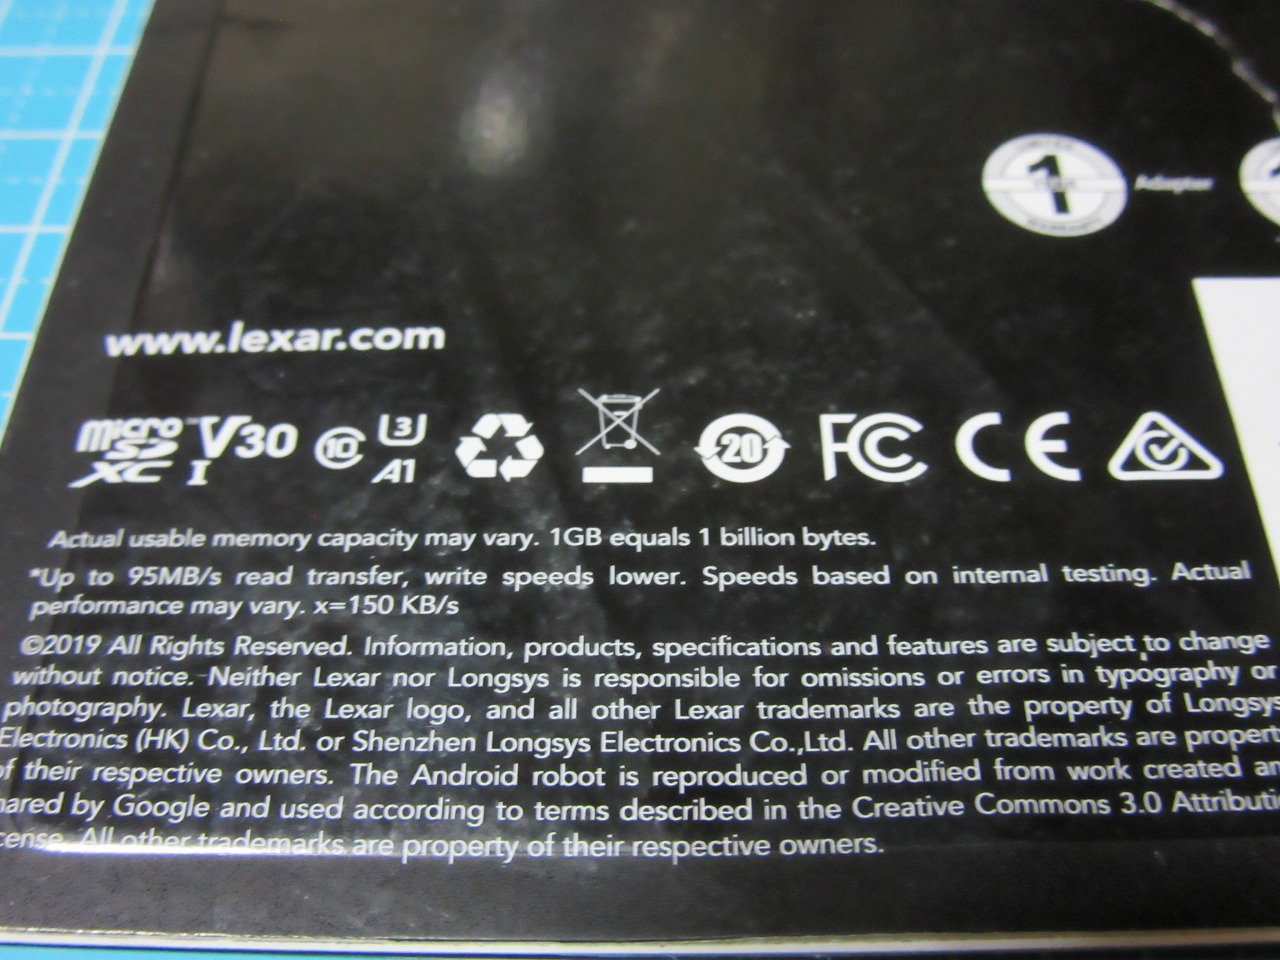 1
Adapter
www.lexar.com
micro SD XC I V30 10 U3 A1 20 FC CE
Actual usable memory capacity may vary. 1GB equals 1 billion bytes.
*Up to 95MB/s read transfer, write speeds lower. Speeds based on internal testing. Actual
performance may vary. x=150 KB/s
©2019 All Rights Reserved. Information, products, specifications and features are subject to change
without notice. Neither Lexar nor Longsys is responsible for omissions or errors in typography or
photography. Lexar, the Lexar logo, and all other Lexar trademarks are the property of Longsys
Electronics (HK) Co., Ltd. or Shenzhen Longsys Electronics Co.,Ltd. All other trademarks are propert
of their respective owners. The Android robot is reproduced or modified from work created an
hared by Google and used according to terms described in the Creative Commons 3.0 Attributi
cense. All other trademarks are property of their respective owners.